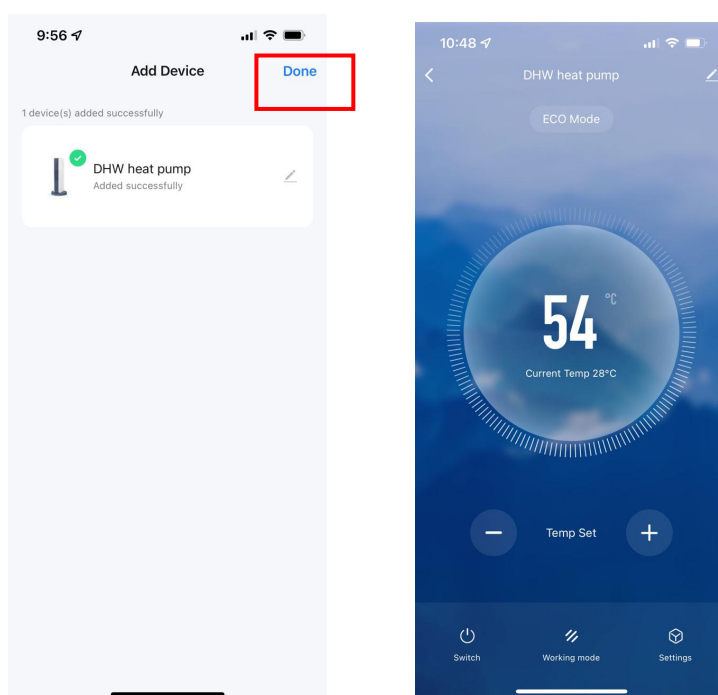 9:56
Add Device
Done
1 device(s) added successfully
DHW heat pump
Added successfully
10:48
DHW heat pump
ECO Mode
54 °C
Current Temp 28°C
Temp Set
Switch
Working mode
Settings